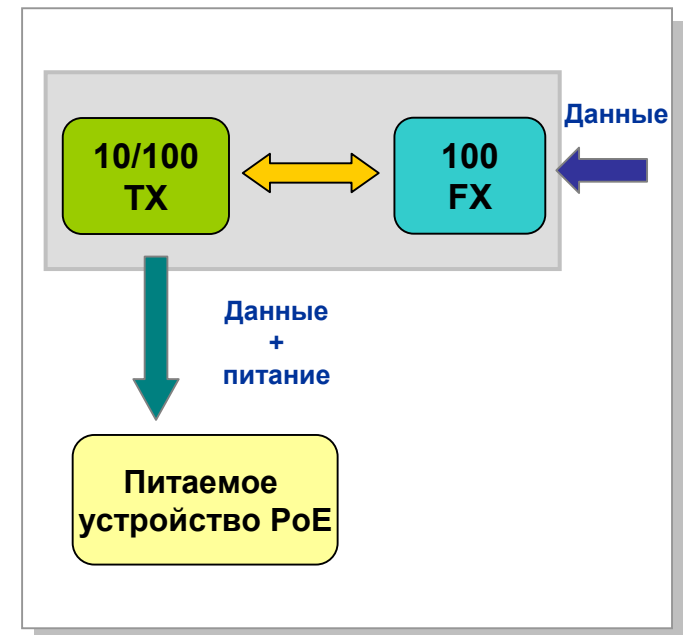 Данные
10/100
TX
100
FX
Данные
+
питание
Питаемое
устройство PoE